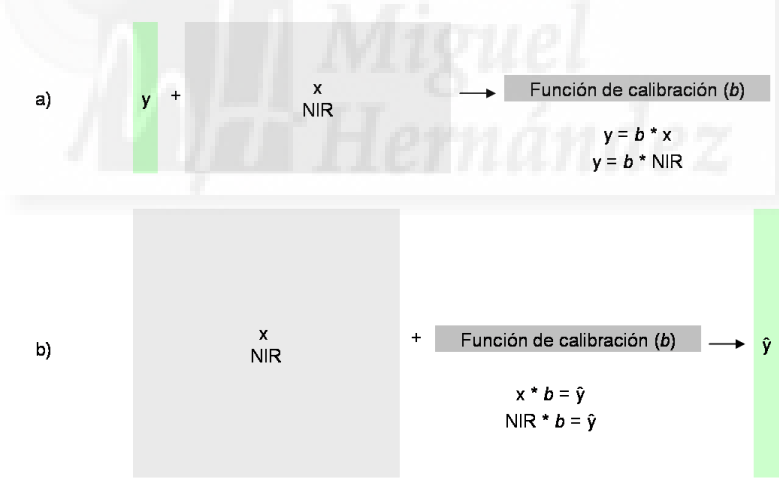 Miguel
Hernández
a)
y
+
x
NIR
Función de calibración (b)
y = b * x
y = b * NIR
b)
x
NIR
+
Función de calibración (b)
ŷ
x * b = ŷ
NIR * b = ŷ